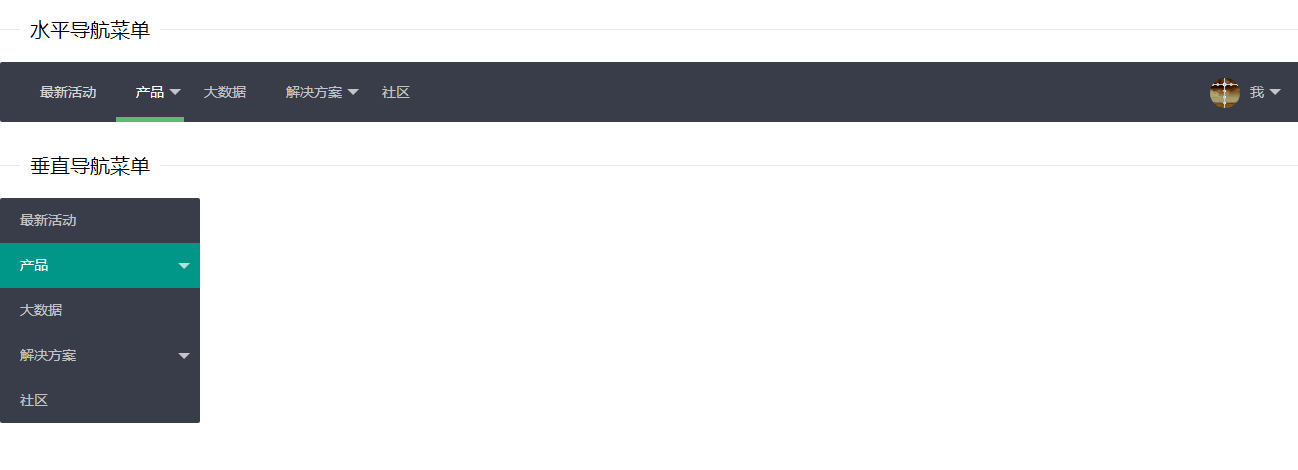 水平导航菜单
最新活动 产品 大数据 解决方案 社区 我
垂直导航菜单
最新活动
产品
大数据
解决方案
社区